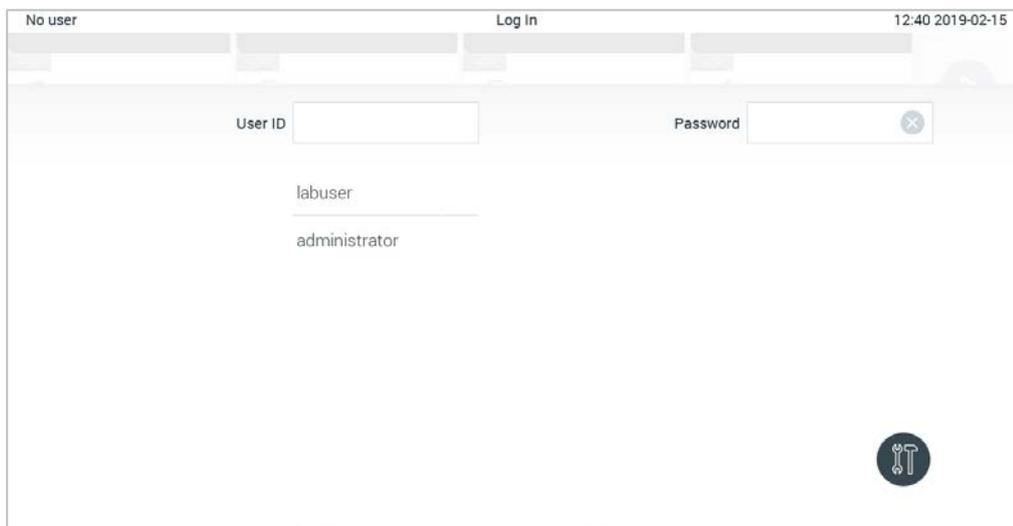 No user Log In 12:40 2019-02-15
User ID Password
labuser
administrator